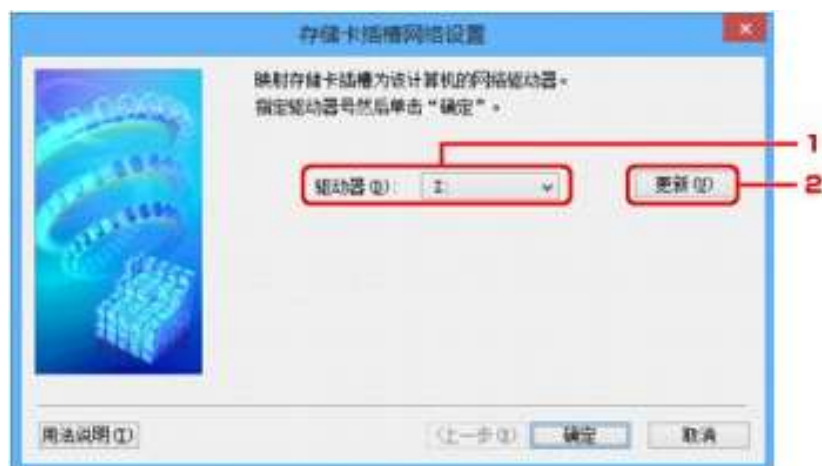 存储卡插槽网络设置
映射存储卡插槽为该计算机的网络驱动器。
指定驱动器号然后单击“确定”。
1
驱动器(D): Z: 更新(U)
2
用法说明(I) 〈上一步(B) 确定 取消